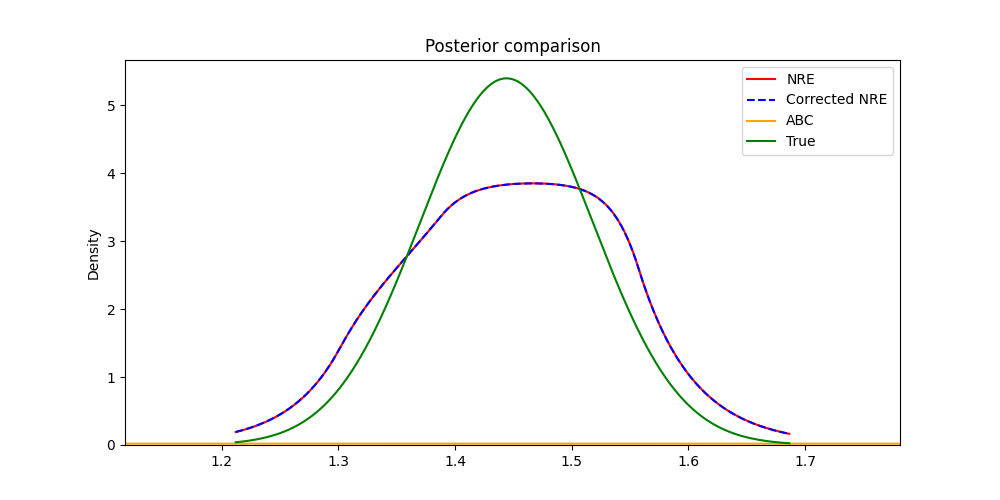 Posterior comparison
NRE
Corrected NRE
ABC
True
Density
5
4
3
2
1
0
1.2 1.3 1.4 1.5 1.6 1.7